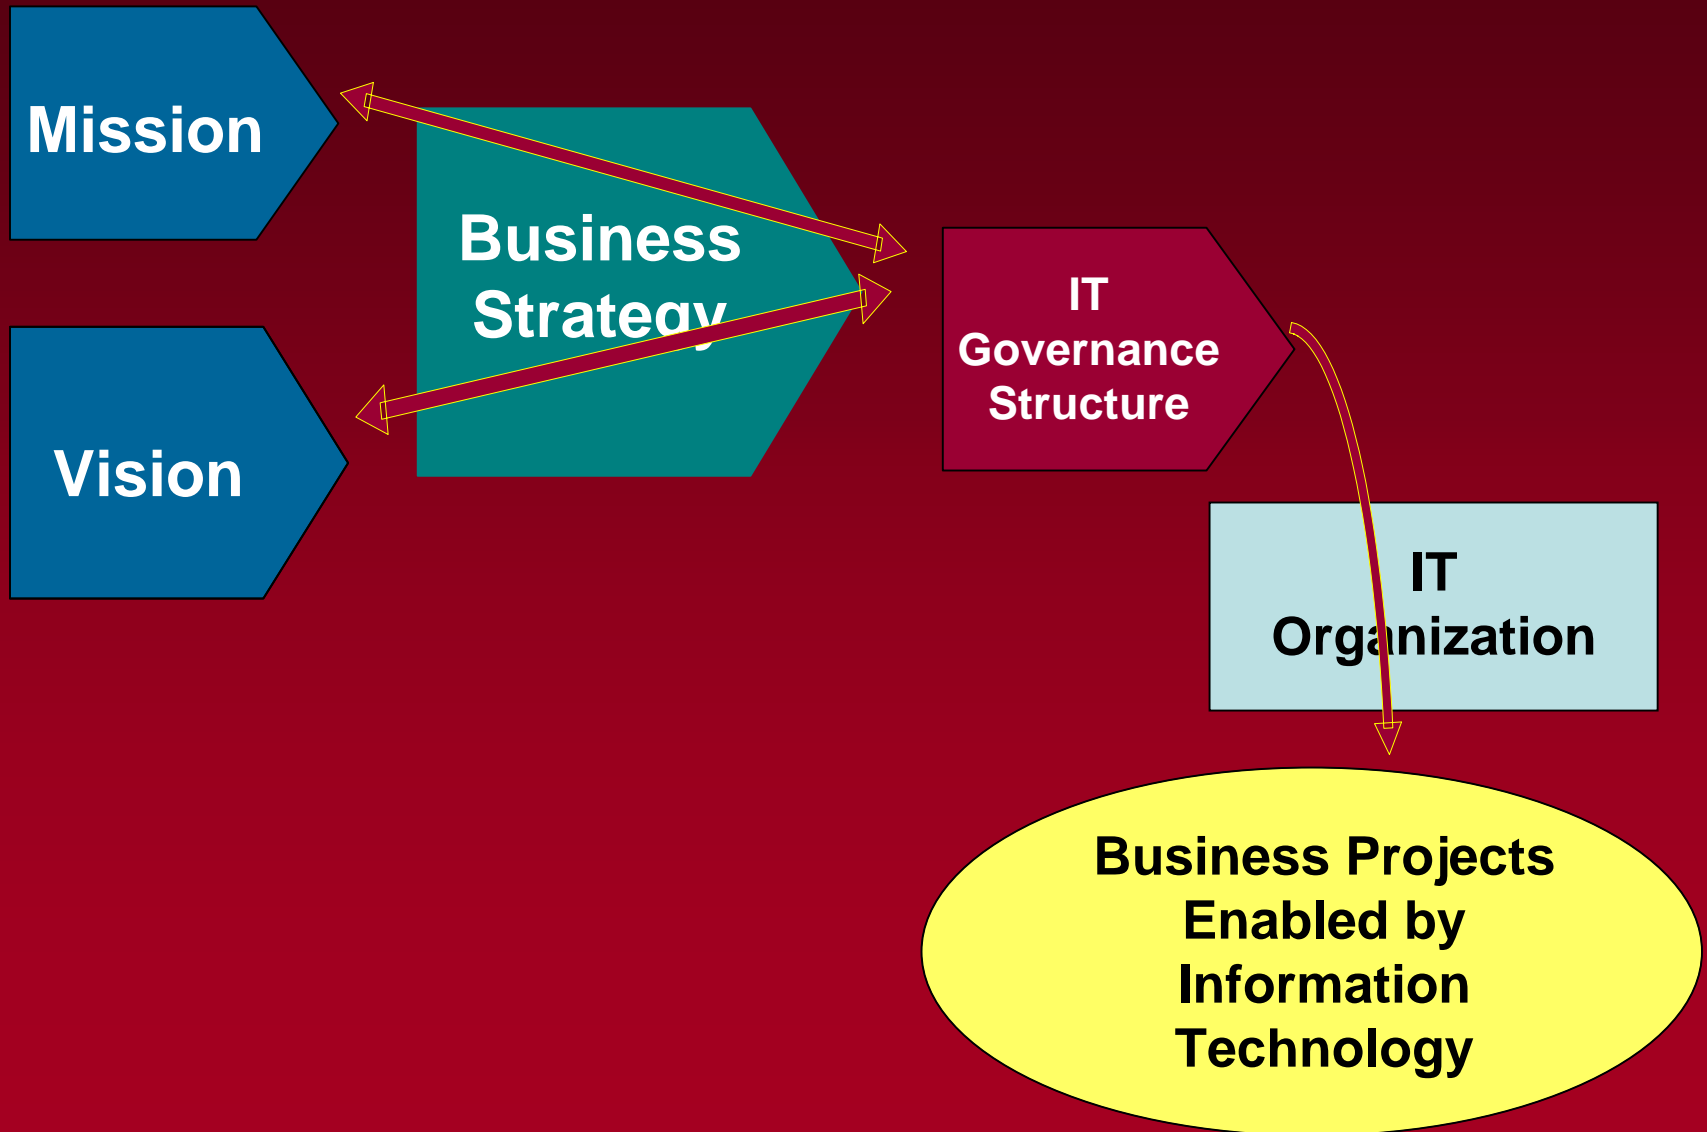 Mission
Business
Strategy
Vision
IT
Governance
Structure
IT
Organization
Business Projects
Enabled by
Information
Technology